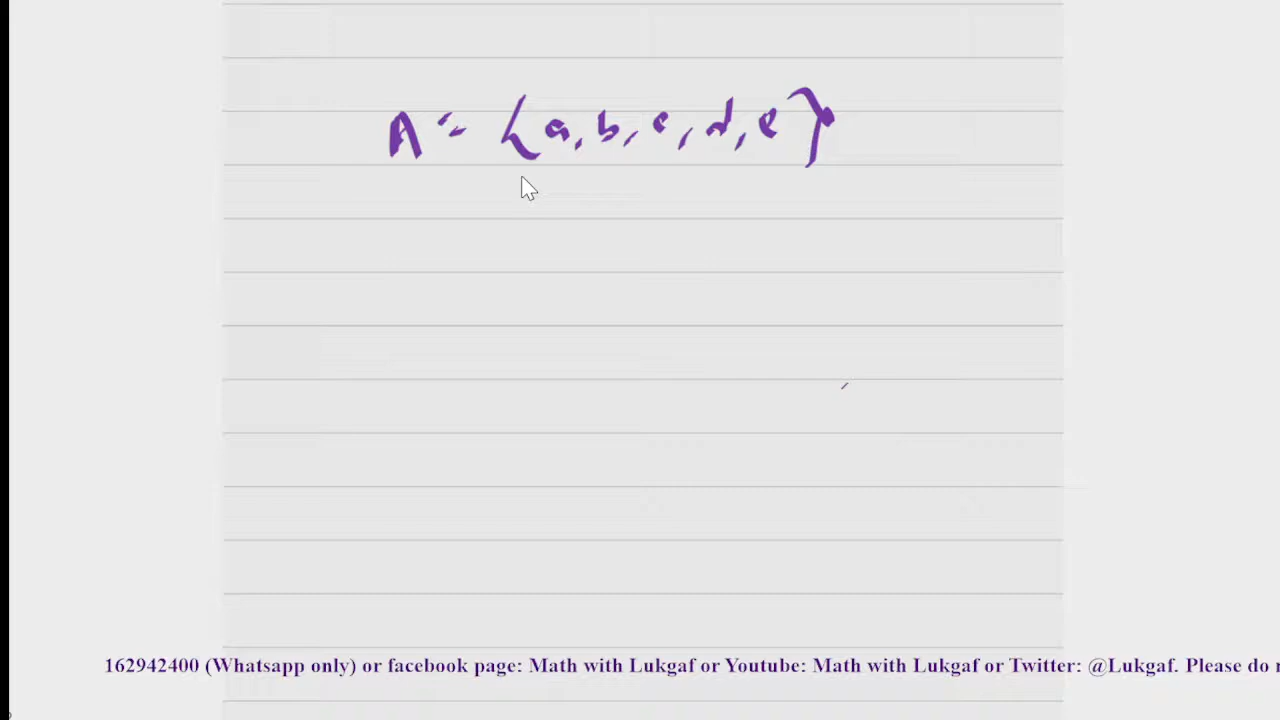 A = {a, b, c, d, e}
162942400 (Whatsapp only) or facebook page: Math with Lukgaf or Youtube: Math with Lukgaf or Twitter: @Lukgaf. Please do